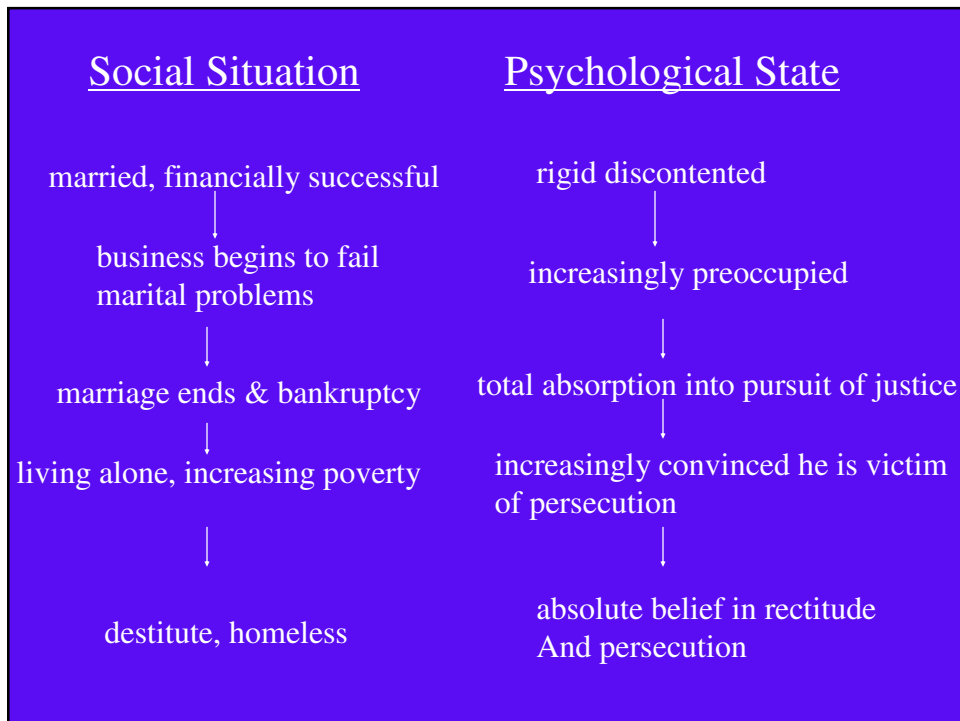 Social Situation
married, financially successful
business begins to fail
marital problems
marriage ends & bankruptcy
living alone, increasing poverty
destitute, homeless
Psychological State
rigid discontented
increasingly preoccupied
total absorption into pursuit of justice
increasingly convinced he is victim
of persecution
absolute belief in rectitude
And persecution